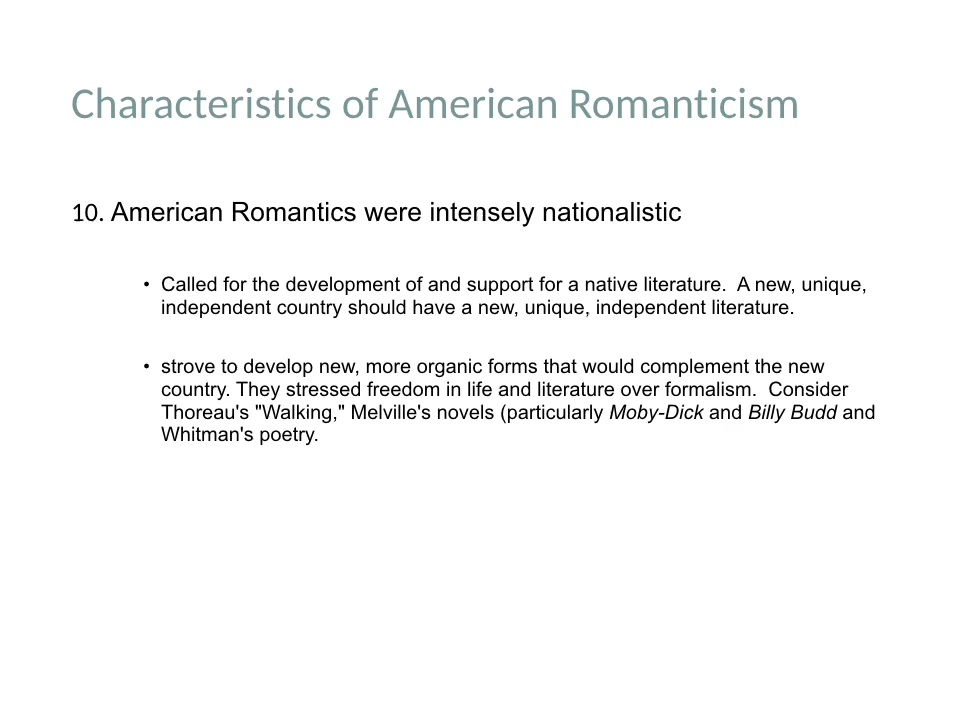 Characteristics of American Romanticism
10. American Romantics were intensely nationalistic
• Called for the development of and support for a native literature.  A new, unique,
independent country should have a new, unique, independent literature.
• strove to develop new, more organic forms that would complement the new
country. They stressed freedom in life and literature over formalism.  Consider
Thoreau's "Walking," Melville's novels (particularly Moby-Dick and Billy Budd and
Whitman's poetry.